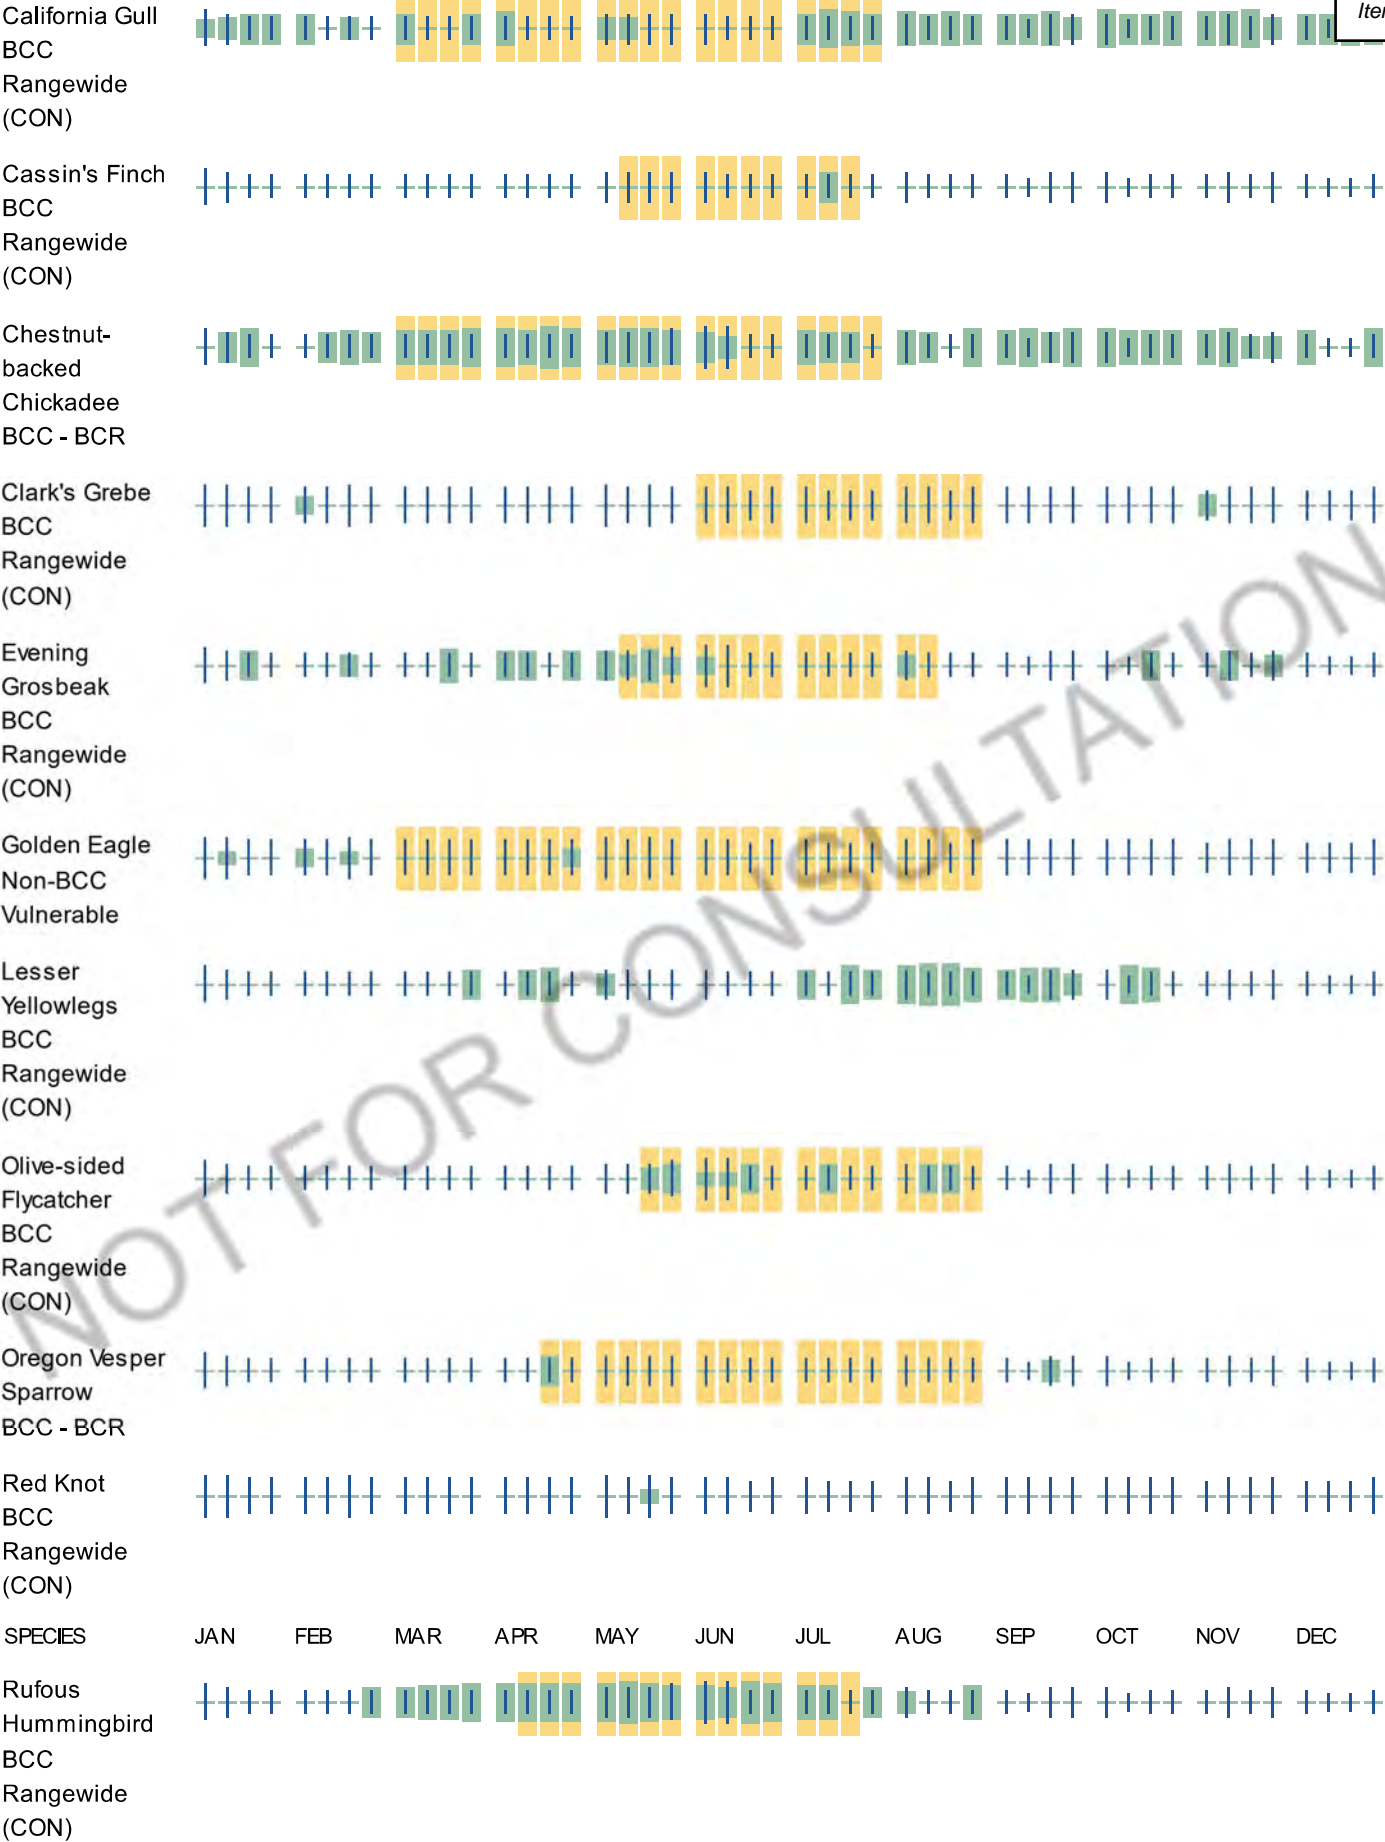 California Gull
BCC
Rangewide
(CON)
Cassin's Finch
BCC
Rangewide
(CON)
Chestnut-
backed
Chickadee
BCC - BCR
Clark's Grebe
BCC
Rangewide
(CON)
Evening
Grosbeak
BCC
Rangewide
(CON)
Golden Eagle
Non-BCC
Vulnerable
Lesser
Yellowlegs
BCC
Rangewide
(CON)
Olive-sided
Flycatcher
BCC
Rangewide
(CON)
Oregon Vesper
Sparrow
BCC - BCR
Red Knot
BCC
Rangewide
(CON)
SPECIES JAN FEB MAR APR MAY JUN JUL AUG SEP OCT NOV DEC
Rufous
Hummingbird
BCC
Rangewide
(CON)
NOT FOR CONSULTATION